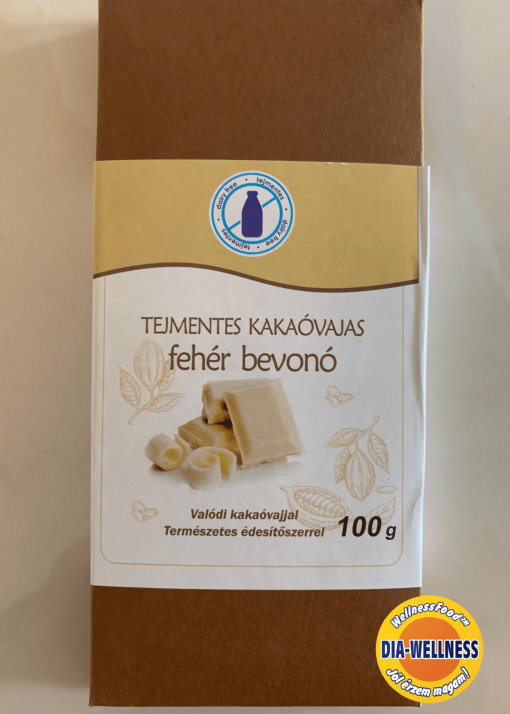 dairy free • tejmentes • dairy free • tejmentes •
TEJMENTES KAKAÓVAJAS
fehér bevonó
Valódi kakaóvajjal
Természetes édesítőszerrel
100 g
WellnessFood™
DIA-WELLNESS
Jól érzem magam!